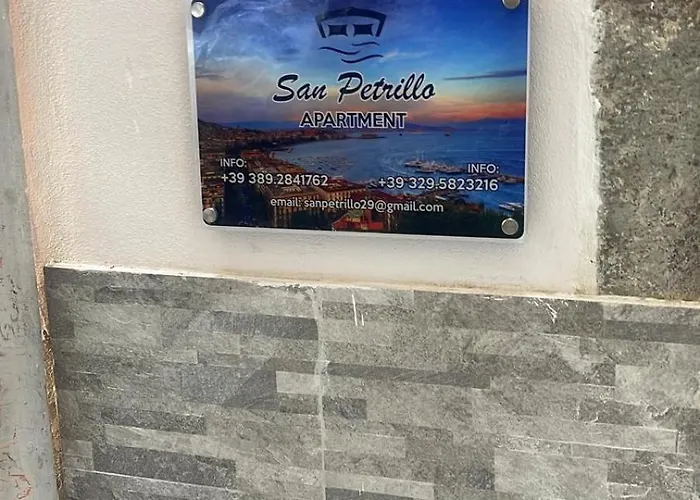 San Petrillo
APARTMENT
INFO:
+39 389.2841762
INFO:
+39 329.5823216
email: sanpetrillo29@gmail.com